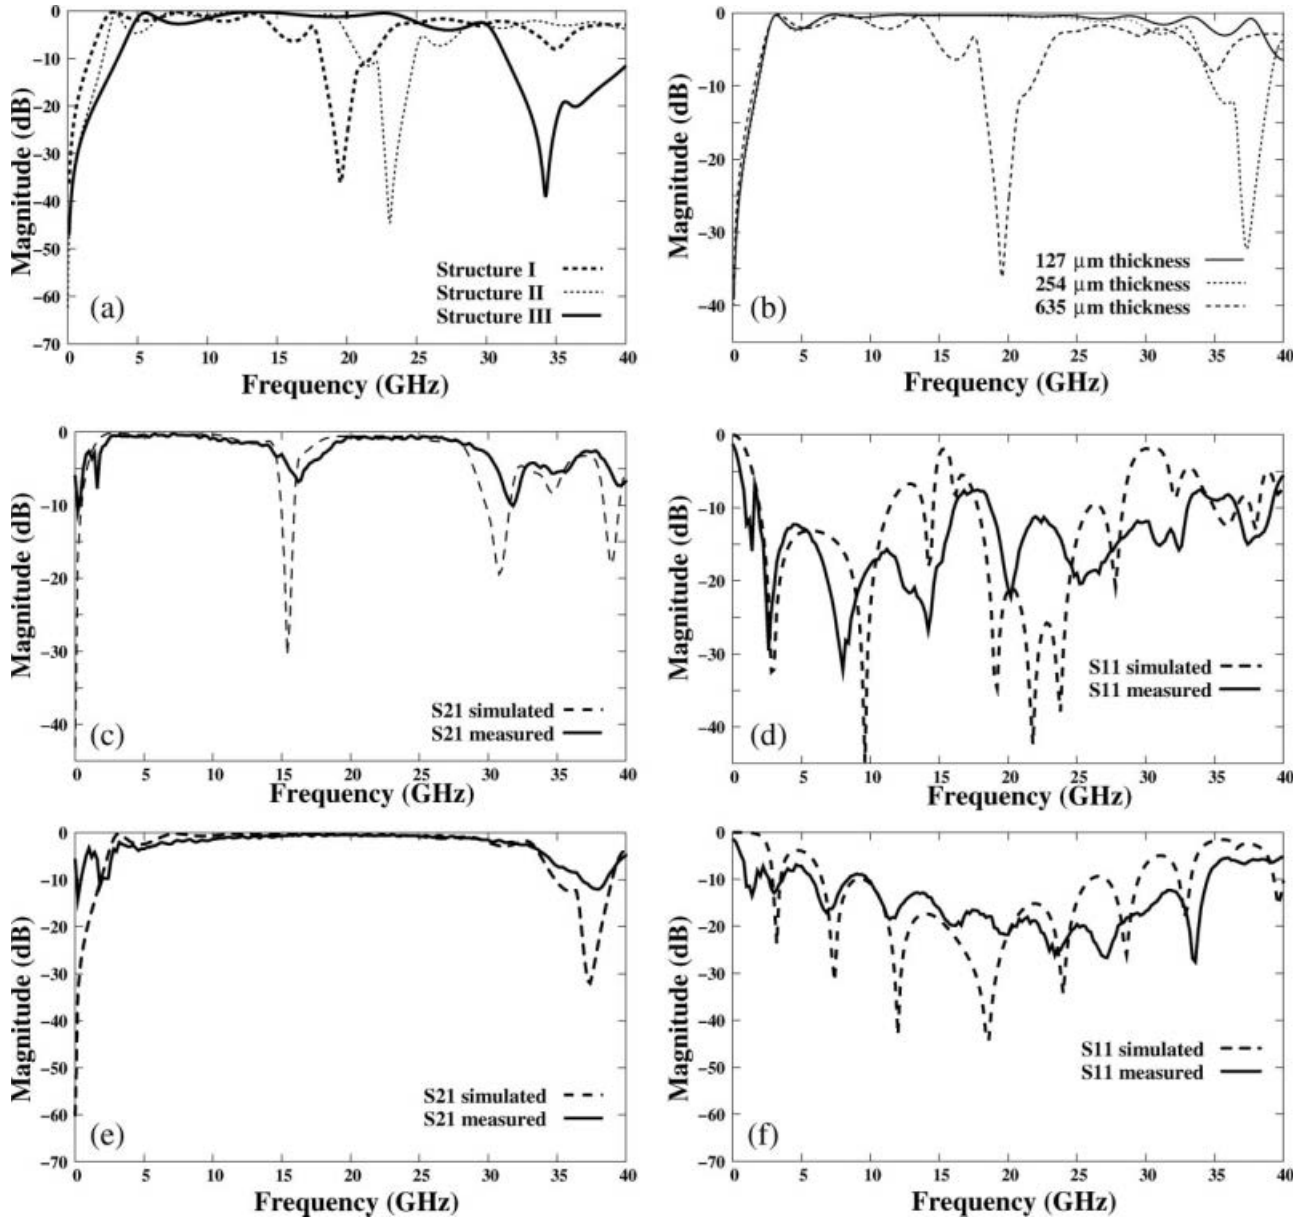 Magnitude (dB)
0
−10
−20
−30
−40
−50
−60
−70
Structure I
Structure II
Structure III
(a)
0 5 10 15 20 25 30 35 40
Frequency (GHz)
Magnitude (dB)
0
−10
−20
−30
−40
127 μm thickness
254 μm thickness
635 μm thickness
(b)
0 5 10 15 20 25 30 35 40
Frequency (GHz)
Magnitude (dB)
0
−10
−20
−30
−40
S21 simulated
S21 measured
(c)
0 5 10 15 20 25 30 35 40
Frequency (GHz)
Magnitude (dB)
0
−10
−20
−30
−40
S11 simulated
S11 measured
(d)
0 5 10 15 20 25 30 35 40
Frequency (GHz)
Magnitude (dB)
0
−10
−20
−30
−40
−50
−60
−70
S21 simulated
S21 measured
(e)
0 5 10 15 20 25 30 35 40
Frequency (GHz)
Magnitude (dB)
0
−10
−20
−30
−40
−50
−60
−70
S11 simulated
S11 measured
(f)
0 5 10 15 20 25 30 35 40
Frequency (GHz)